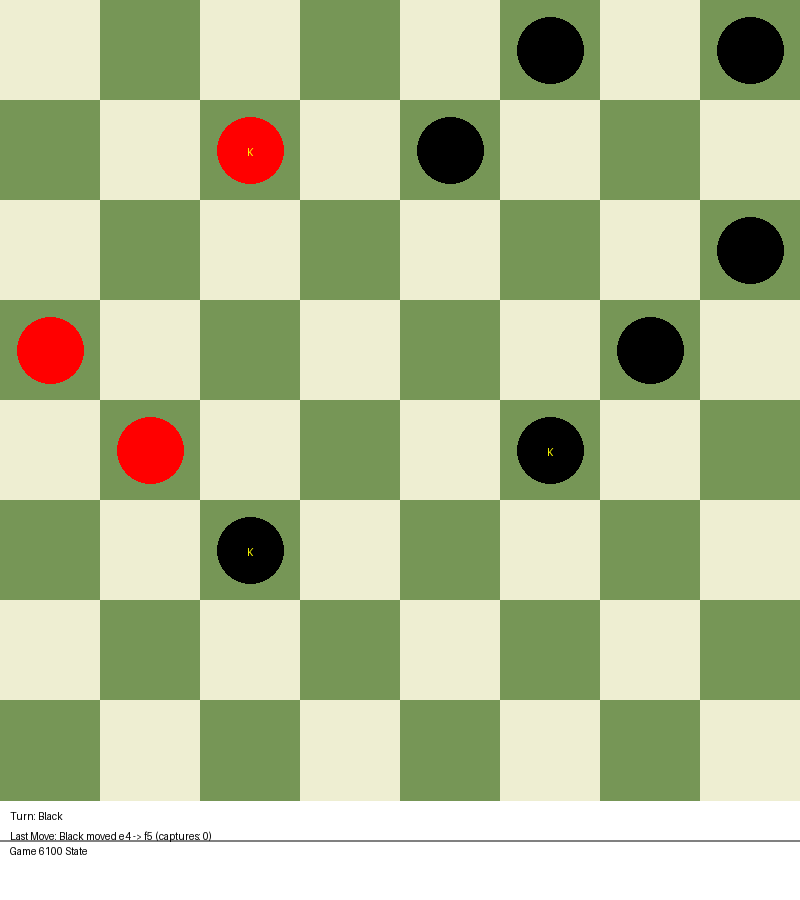 K
K
K
Turn: Black
Last Move: Black moved e4 -> f5 (captures: 0)
Game 6100 State